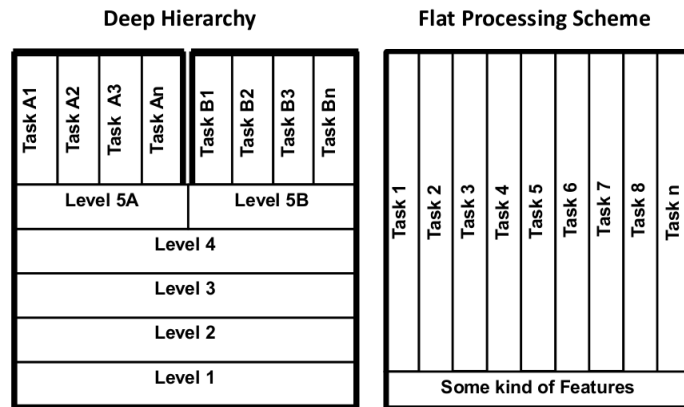 Deep Hierarchy
Task A1
Task A2
Task A3
Task An
Task B1
Task B2
Task B3
Task Bn
Level 5A
Level 5B
Level 4
Level 3
Level 2
Level 1
Flat Processing Scheme
Task 1
Task 2
Task 3
Task 4
Task 5
Task 6
Task 7
Task 8
Task n
Some kind of Features